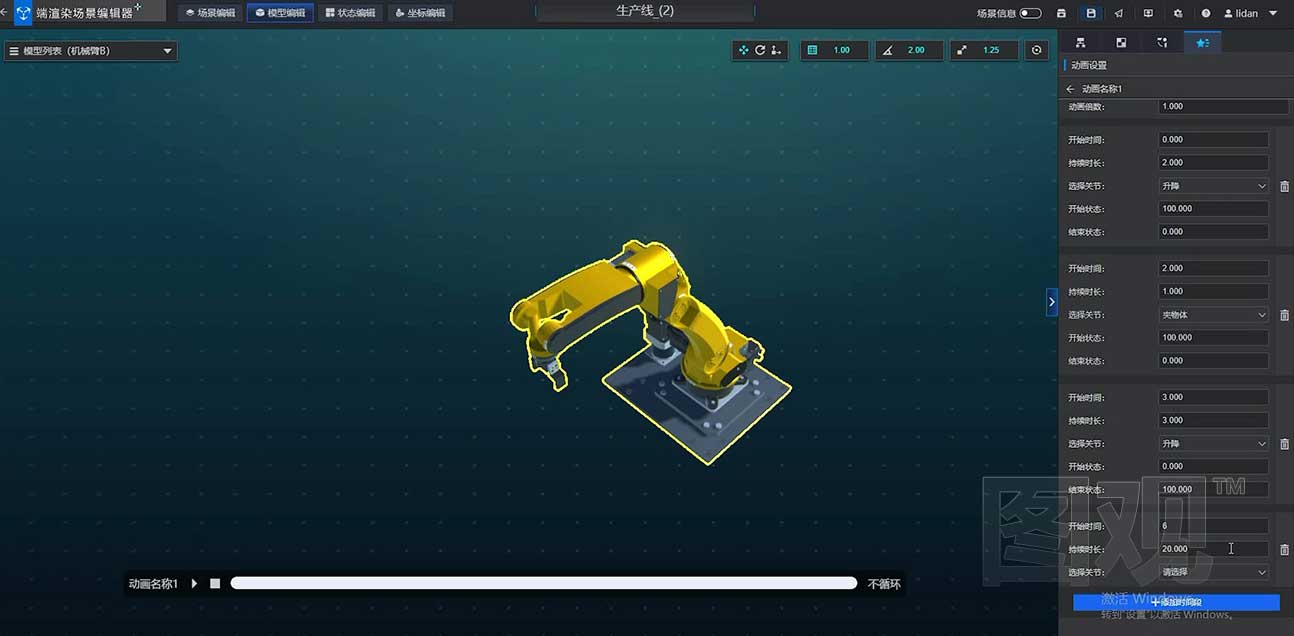 端渲染场景编辑器
场景编辑
模型编辑
状态编辑
坐标编辑
生产线_(2)
场景信息
lidan
模型列表（机械臂B）
1.00
2.00
1.25
动画设置
动画名称1
动画倍数: 1.000
开始时间: 0.000
持续时长: 2.000
选择关节: 升降
开始状态: 100.000
结束状态: 0.000
开始时间: 2.000
持续时长: 1.000
选择关节: 夹物体
开始状态: 100.000
结束状态: 0.000
开始时间: 3.000
持续时长: 3.000
选择关节: 升降
开始状态: 0.000
结束状态: 100.000
开始时间: 6
持续时长: 20.000
选择关节: 请选择
+添加时间段
动画名称1
不循环
图观™
激活 Windows
转到"设置"以激活 Windows。